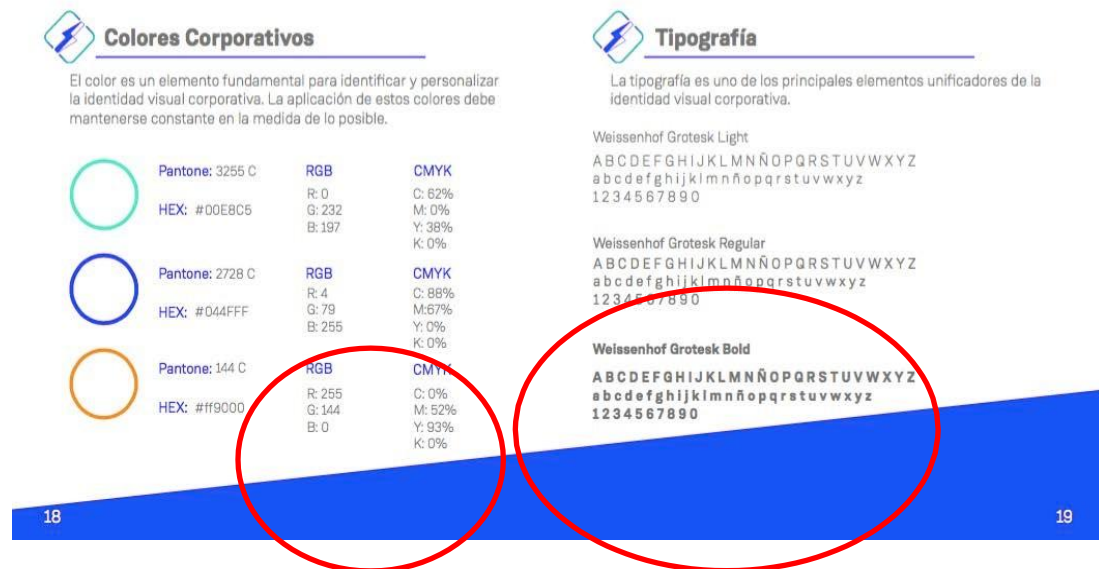 Colores Corporativos
El color es un elemento fundamental para identificar y personalizar
la identidad visual corporativa. La aplicación de estos colores debe
mantenerse constante en la medida de lo posible.
Pantone: 3255 C
HEX: #00E8C5
RGB
R: 0
G: 232
B: 197
CMYK
C: 62%
M: 0%
Y: 38%
K: 0%
Pantone: 2728 C
HEX: #044FFF
RGB
R: 4
G: 79
B: 255
CMYK
C: 88%
M:67%
Y: 0%
K: 0%
Pantone: 144 C
HEX: #ff9000
RGB
R: 255
G: 144
B: 0
CMYK
C: 0%
M: 52%
Y: 93%
K: 0%
18
Tipografía
La tipografía es uno de los principales elementos unificadores de la
identidad visual corporativa.
Weissenhof Grotesk Light
A B C D E F G H I J K L M N Ñ O P Q R S T U V W X Y Z
a b c d e f g h i j k l m n ñ o p q r s t u v w x y z
1 2 3 4 5 6 7 8 9 0
Weissenhof Grotesk Regular
A B C D E F G H I J K L M N Ñ O P Q R S T U V W X Y Z
a b c d e f g h i j k l m n ñ o p q r s t u v w x y z
1 2 3 4 5 6 7 8 9 0
Weissenhof Grotesk Bold
A B C D E F G H I J K L M N Ñ O P Q R S T U V W X Y Z
a b c d e f g h i j k l m n ñ o p q r s t u v w x y z
1 2 3 4 5 6 7 8 9 0
19